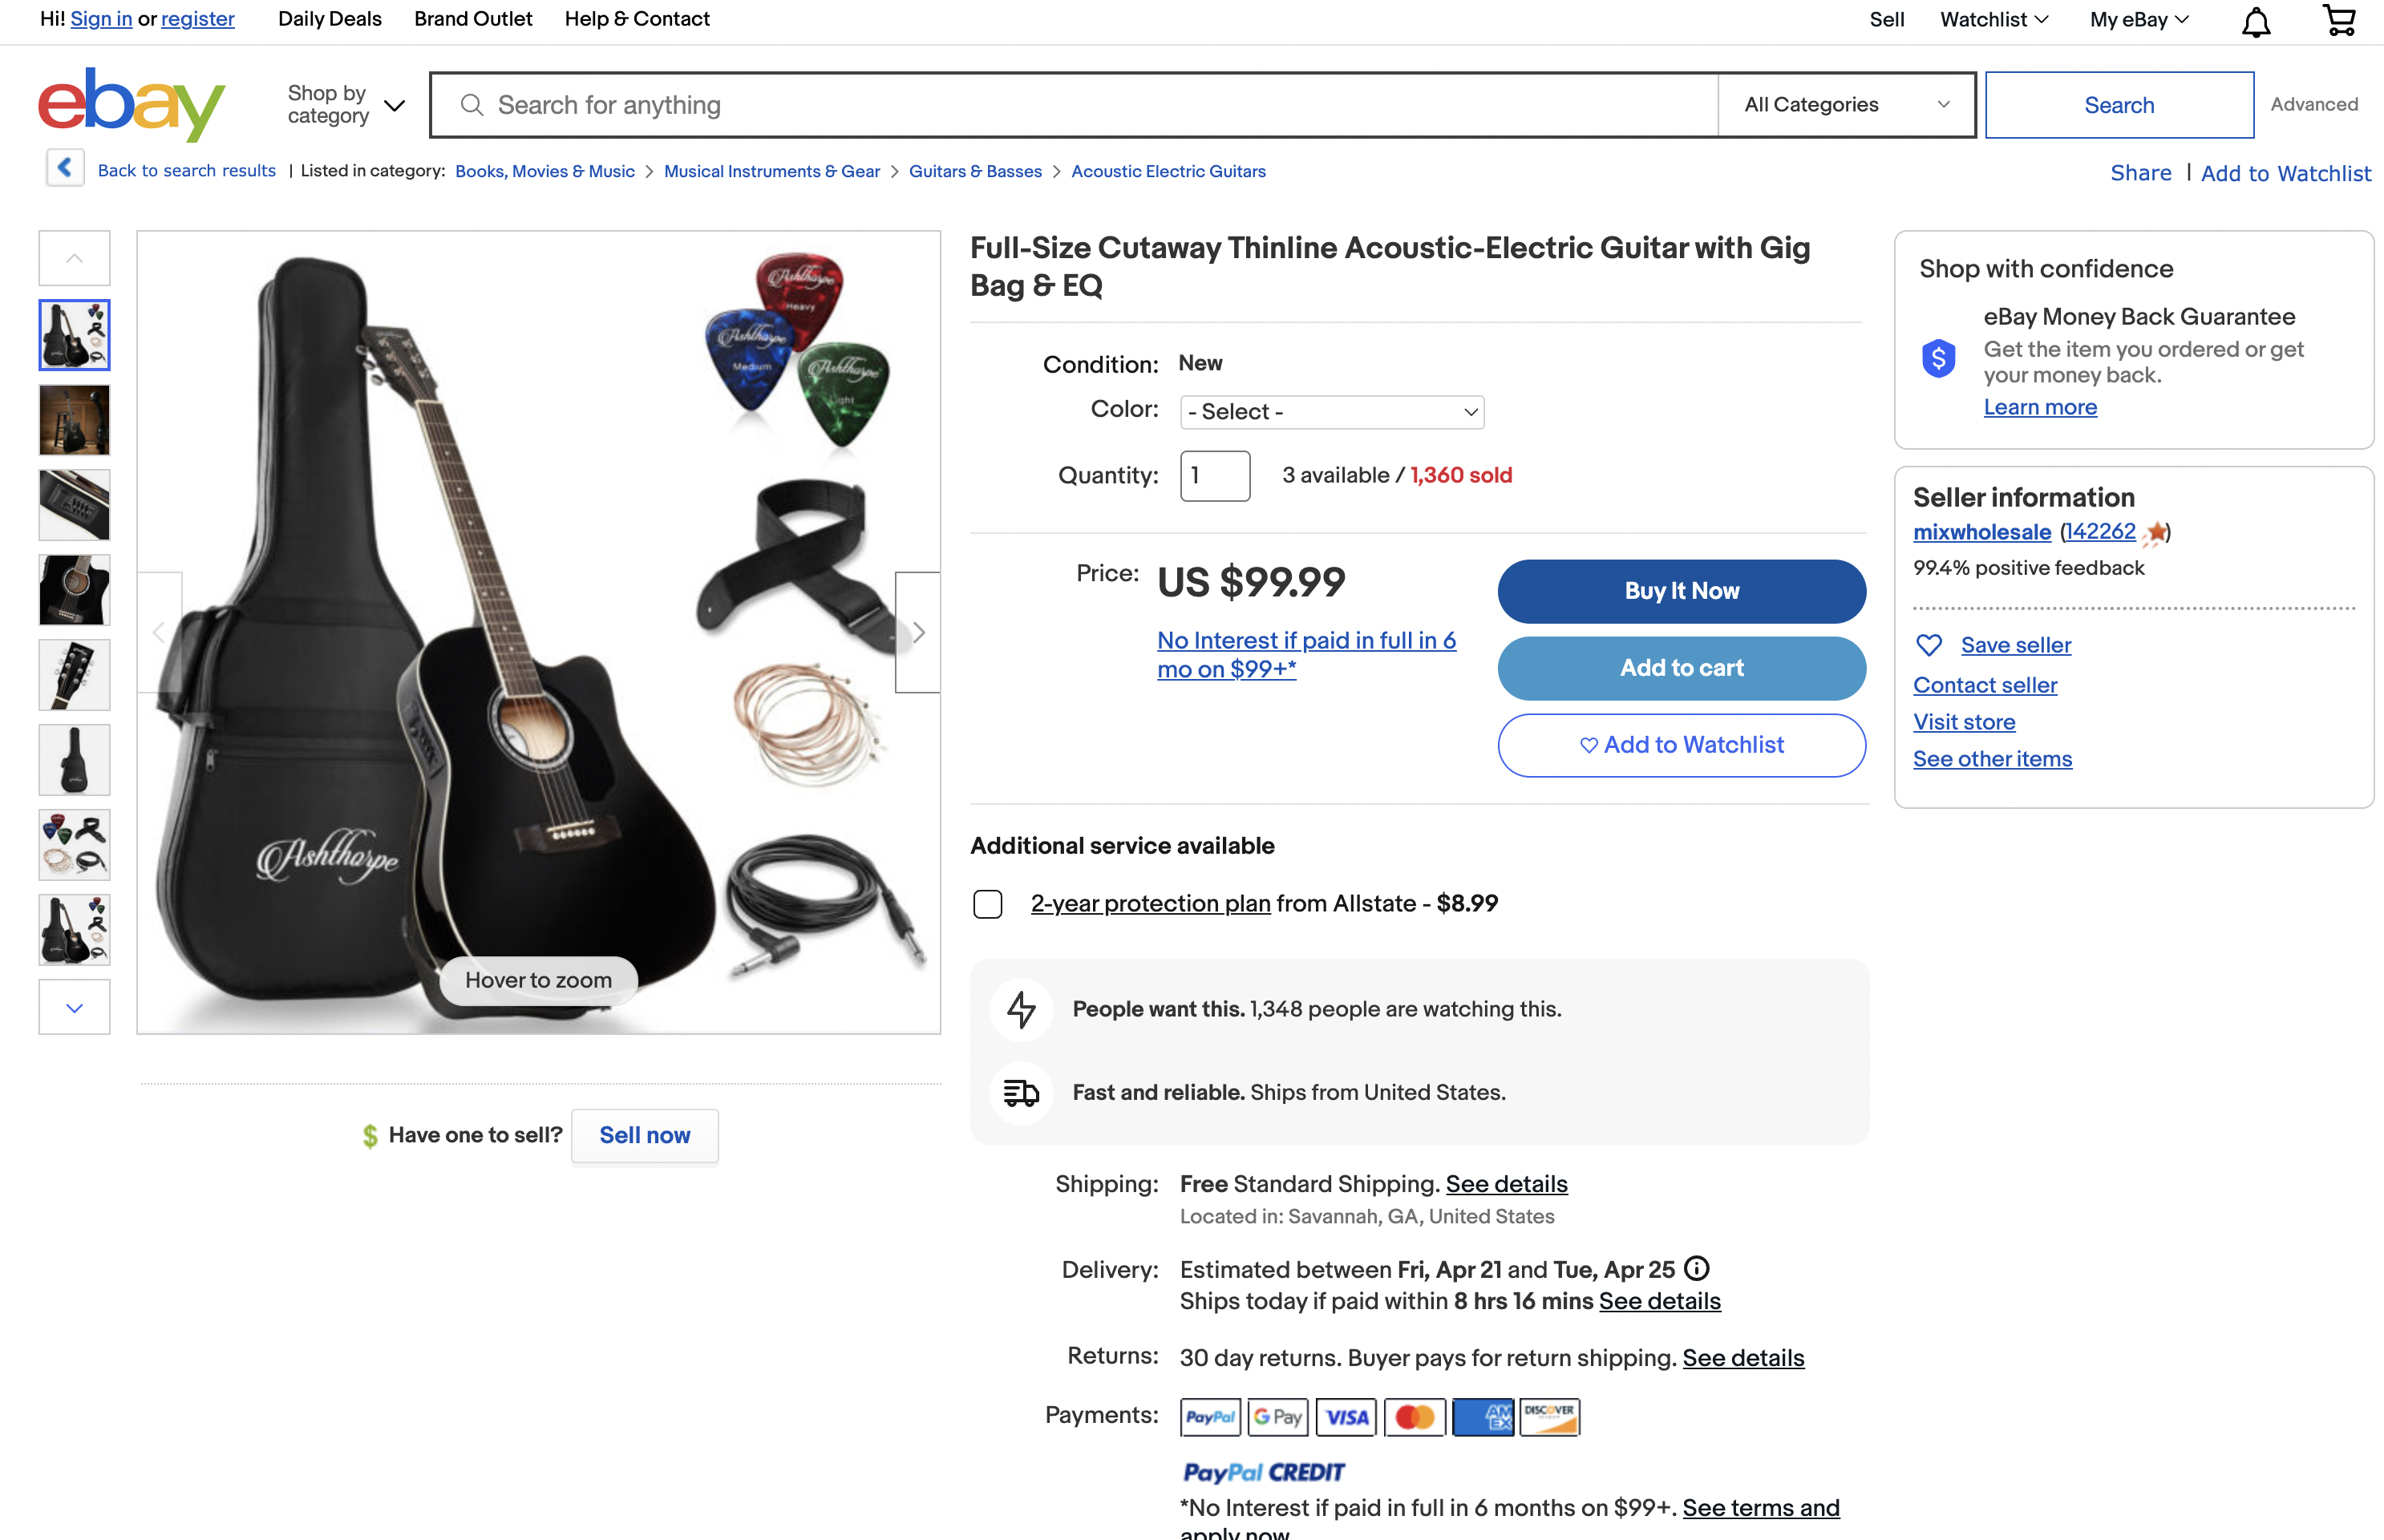 Hi! Sign in or register
Daily Deals
Brand Outlet
Help & Contact
Sell
Watchlist
My eBay
ebay
Shop by
category
Search for anything
All Categories
Search
Advanced
Back to search results | Listed in category: Books, Movies & Music > Musical Instruments & Gear > Guitars & Basses > Acoustic Electric Guitars
Share | Add to Watchlist
Ashthorpe
Heavy
Ashthorpe
Medium
Ashthorpe
Light
Ashthorpe
Hover to zoom
$ Have one to sell?
Sell now
Full-Size Cutaway Thinline Acoustic-Electric Guitar with Gig
Bag & EQ
Condition: New
Color: - Select -
Quantity: 1 3 available / 1,360 sold
Price: US $99.99
No Interest if paid in full in 6
mo on $99+*
Buy It Now
Add to cart
Add to Watchlist
Additional service available
2-year protection plan from Allstate - $8.99
People want this. 1,348 people are watching this.
Fast and reliable. Ships from United States.
Shipping: Free Standard Shipping. See details
Located in: Savannah, GA, United States
Delivery: Estimated between Fri, Apr 21 and Tue, Apr 25
Ships today if paid within 8 hrs 16 mins See details
Returns: 30 day returns. Buyer pays for return shipping. See details
Payments: PayPal G Pay VISA AMEX DISCOVER
PayPal CREDIT
*No Interest if paid in full in 6 months on $99+. See terms and
apply now
Shop with confidence
eBay Money Back Guarantee
Get the item you ordered or get
your money back.
Learn more
Seller information
mixwholesale (142262)
99.4% positive feedback
Save seller
Contact seller
Visit store
See other items